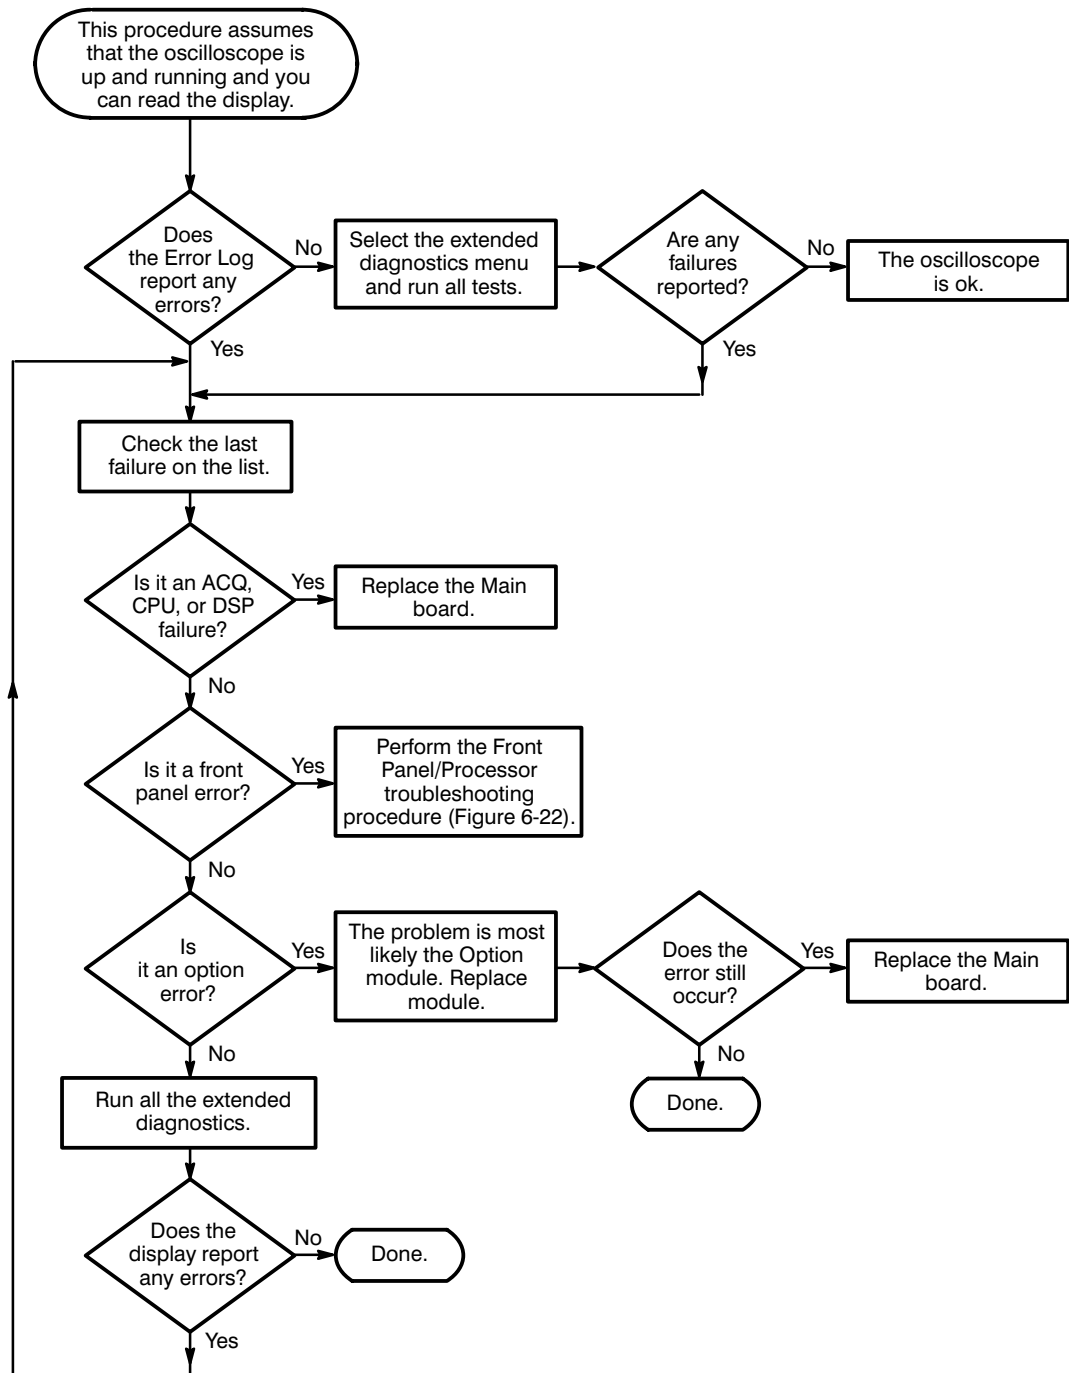 This procedure assumes
that the oscilloscope is
up and running and you
can read the display.
Does
the Error Log
report any
errors?
No
Select the extended
diagnostics menu
and run all tests.
Are any
failures
reported?
No
The oscilloscope
is ok.
Yes
Yes
Check the last
failure on the list.
Is it an ACQ,
CPU, or DSP
failure?
Yes
Replace the Main
board.
No
Is it a front
panel error?
Yes
Perform the Front
Panel/Processor
troubleshooting
procedure (Figure 6-22).
No
Is
it an option
error?
Yes
The problem is most
likely the Option
module. Replace
module.
Does the
error still
occur?
Yes
Replace the Main
board.
No
Done.
No
Run all the extended
diagnostics.
Does the
display report
any errors?
No
Done.
Yes